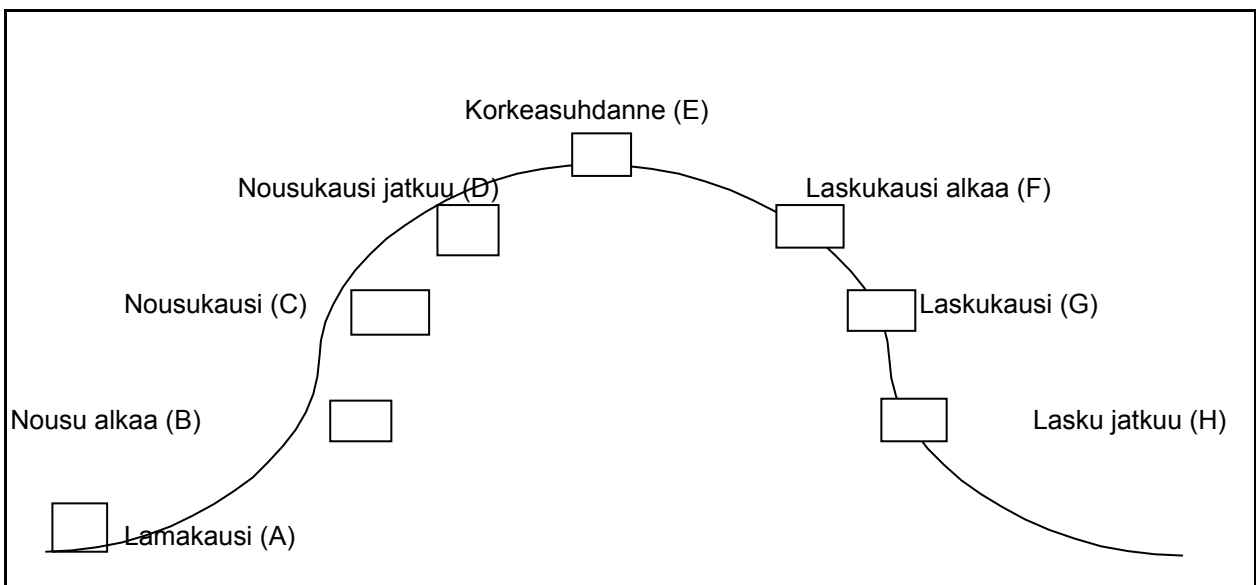 Korkeasuhdanne (E)
Nousukausi jatkuu (D)
Laskukausi alkaa (F)
Nousukausi (C)
Laskukausi (G)
Nousu alkaa (B)
Lasku jatkuu (H)
Lamakausi (A)